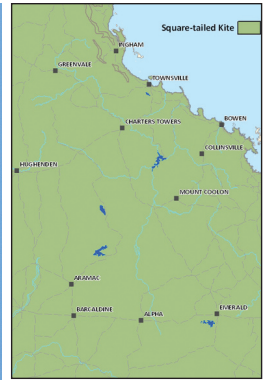 Square-tailed Kite
INGHAM
GREENVALE
TOWNSVILLE
CHARTERS TOWERS
BOWEN
COLLINSVILLE
HUGHENDEN
MOUNT COOLON
ARAMAC
BARCALDINE
ALPHA
EMERALD